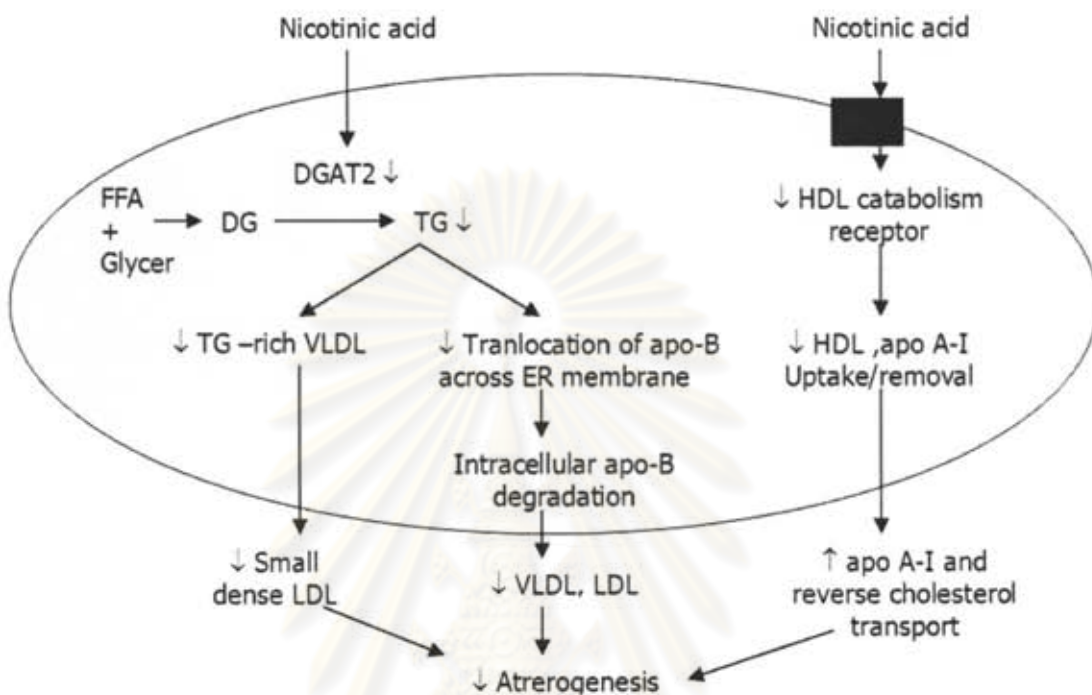 Nicotinic acid
Nicotinic acid
DGAT2 ↓
FFA
+
Glycer
DG
TG ↓
↓ HDL catabolism
receptor
↓ TG –rich VLDL
↓ Tranlocation of apo-B
across ER membrane
↓ HDL ,apo A-I
Uptake/removal
Intracellular apo-B
degradation
↓ Small
dense LDL
↓ VLDL, LDL
↑ apo A-I and
reverse cholesterol
transport
↓ Atrerogenesis